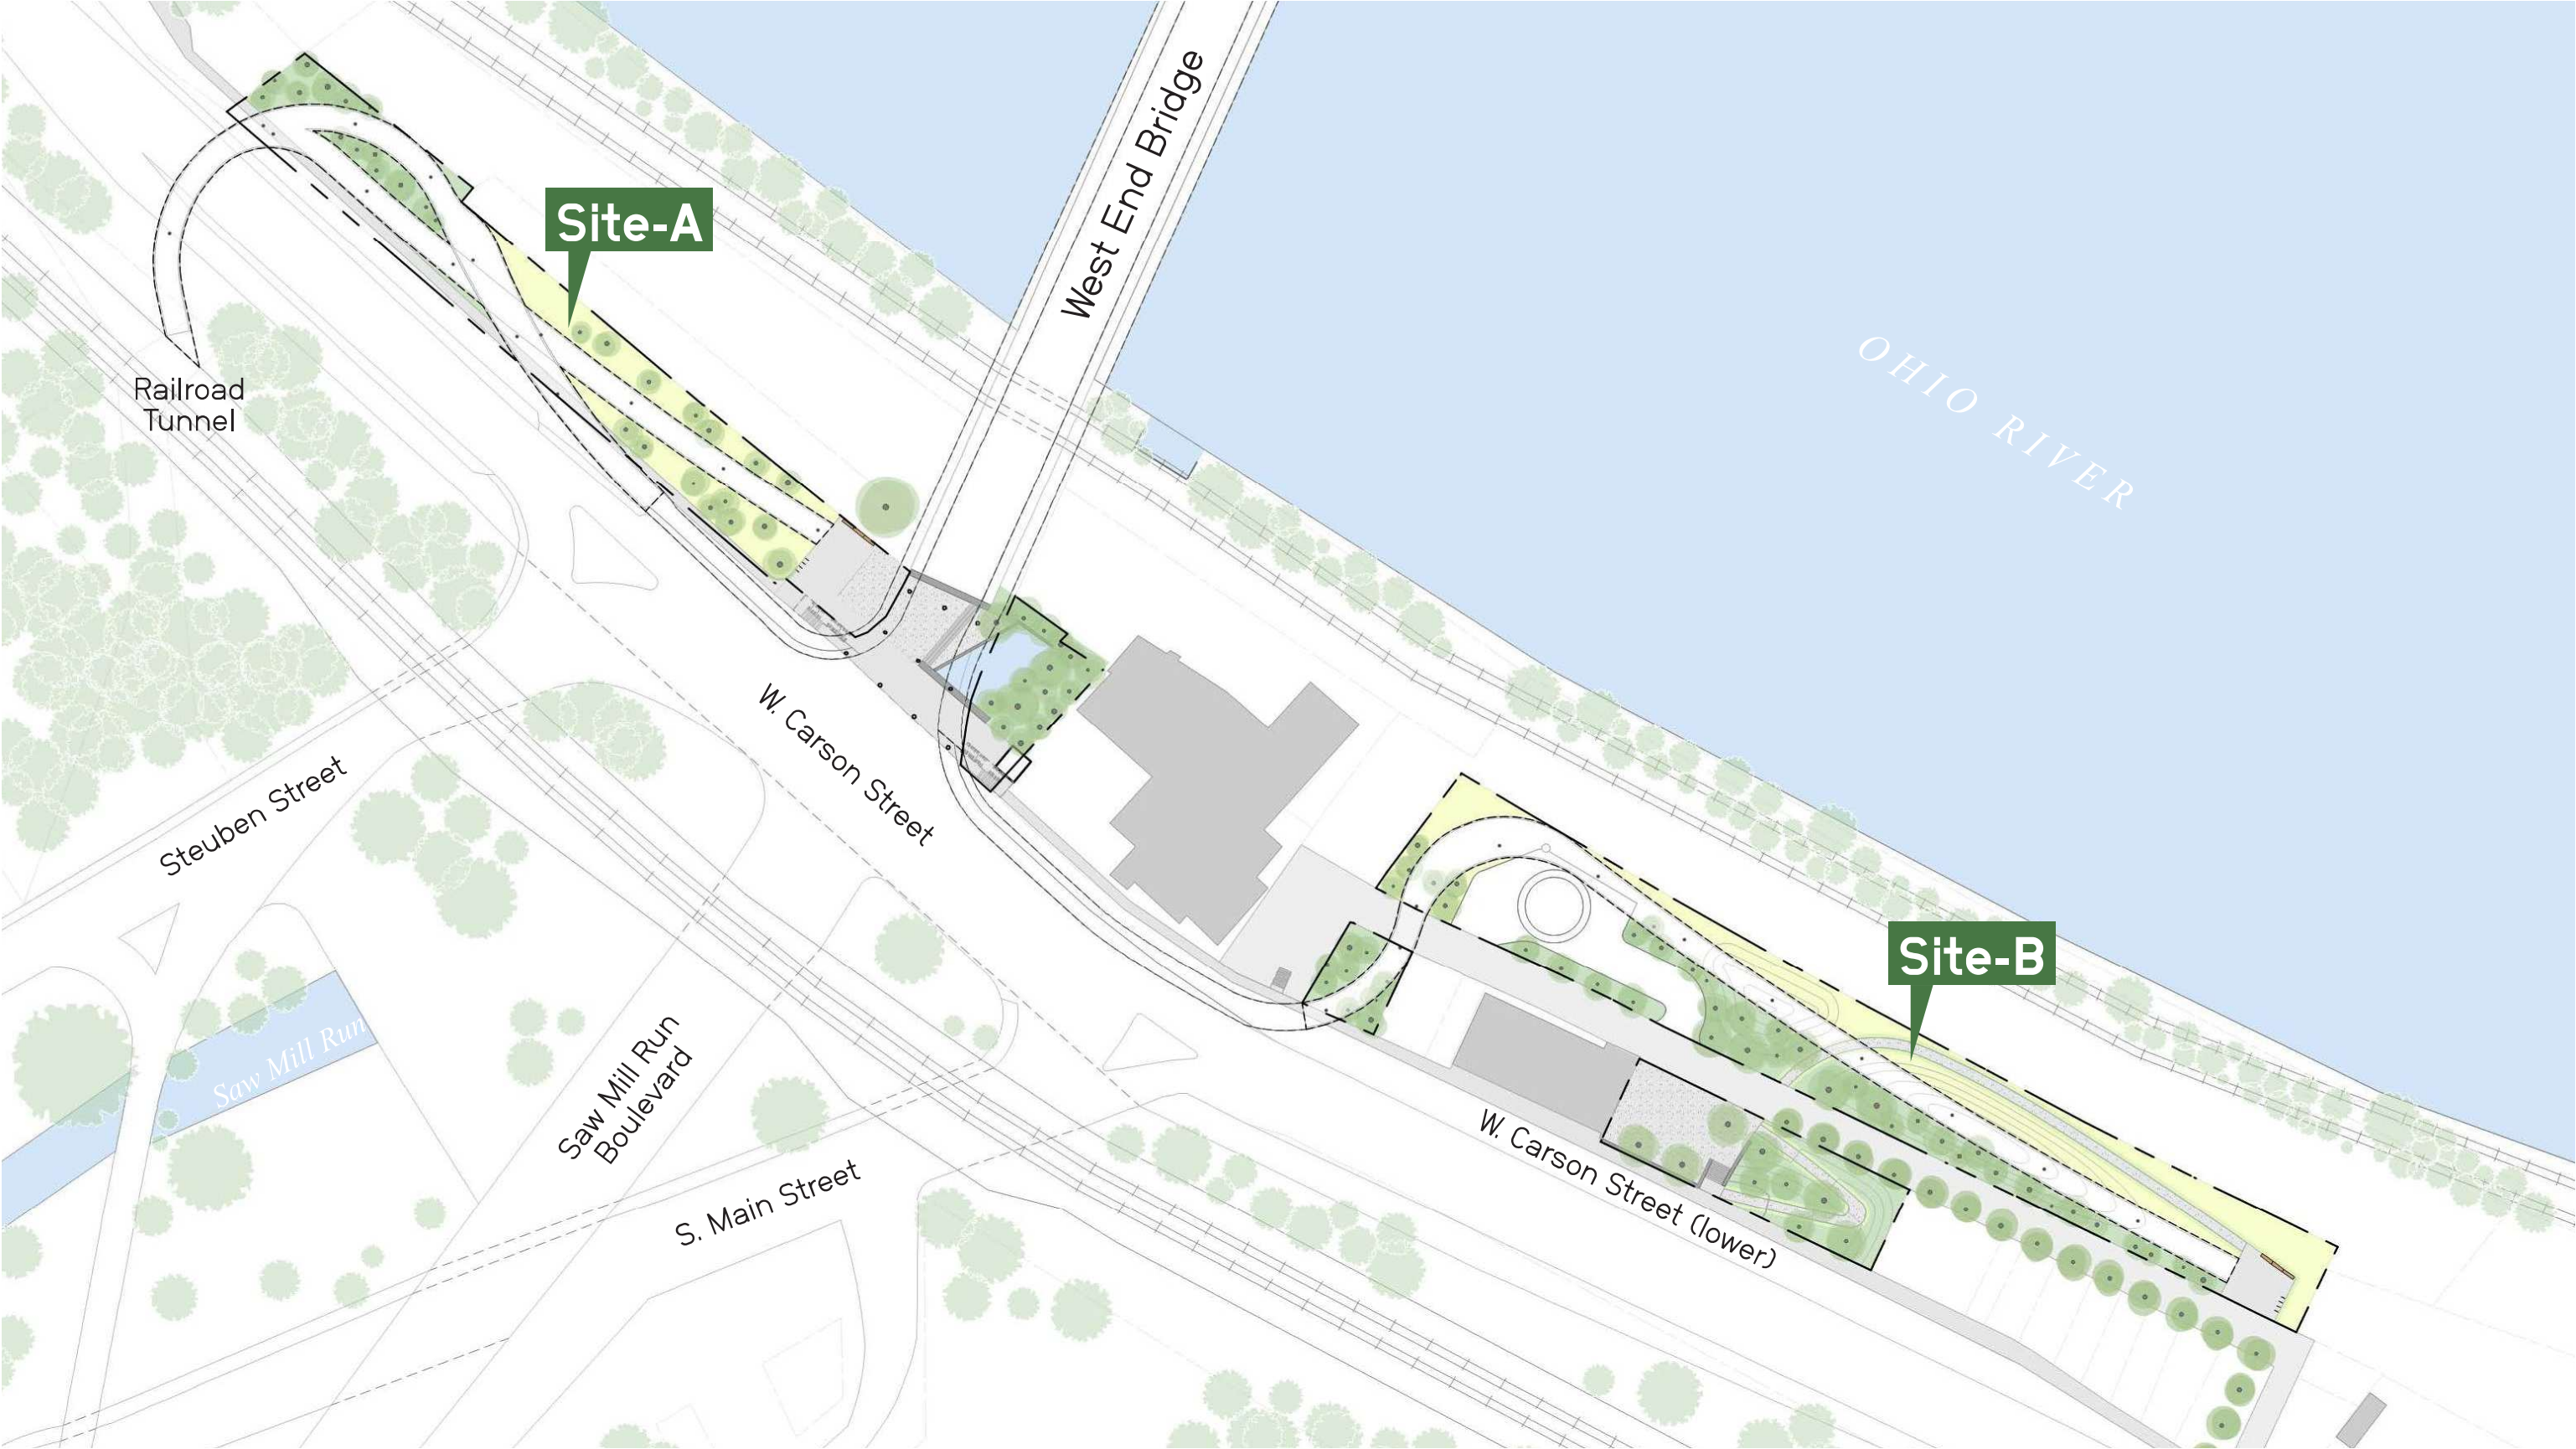 West End Bridge
Site-A
OHIO RIVER
Railroad
Tunnel
W. Carson Street
Steuben Street
Site-B
Saw Mill Run
Saw Mill Run
Boulevard
S. Main Street
W. Carson Street (lower)